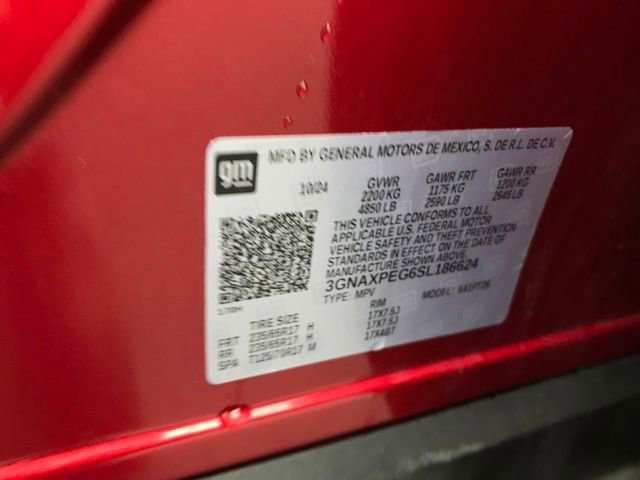 gm
MFD BY GENERAL MOTORS DE MEXICO, S. DE R.L. DE C.V.
10/24 GVWR GAWR FRT GAWR RR
2200 KG 1175 KG 1200 KG
4850 LB 2590 LB 2645 LB
THIS VEHICLE CONFORMS TO ALL
APPLICABLE U.S. FEDERAL MOTOR
VEHICLE SAFETY AND THEFT PREVENTION
STANDARDS IN EFFECT ON THE DATE OF
MANUFACTURE SHOWN ABOVE.
3GNAXPEG6SL186624
TYPE: MPV MODEL:
TIRE SIZE RIM
FRT 235/65R17 H 17X7.5J
RR 235/65R17 H 17X7.5J
SPA T125/70R17 M 17X4BT